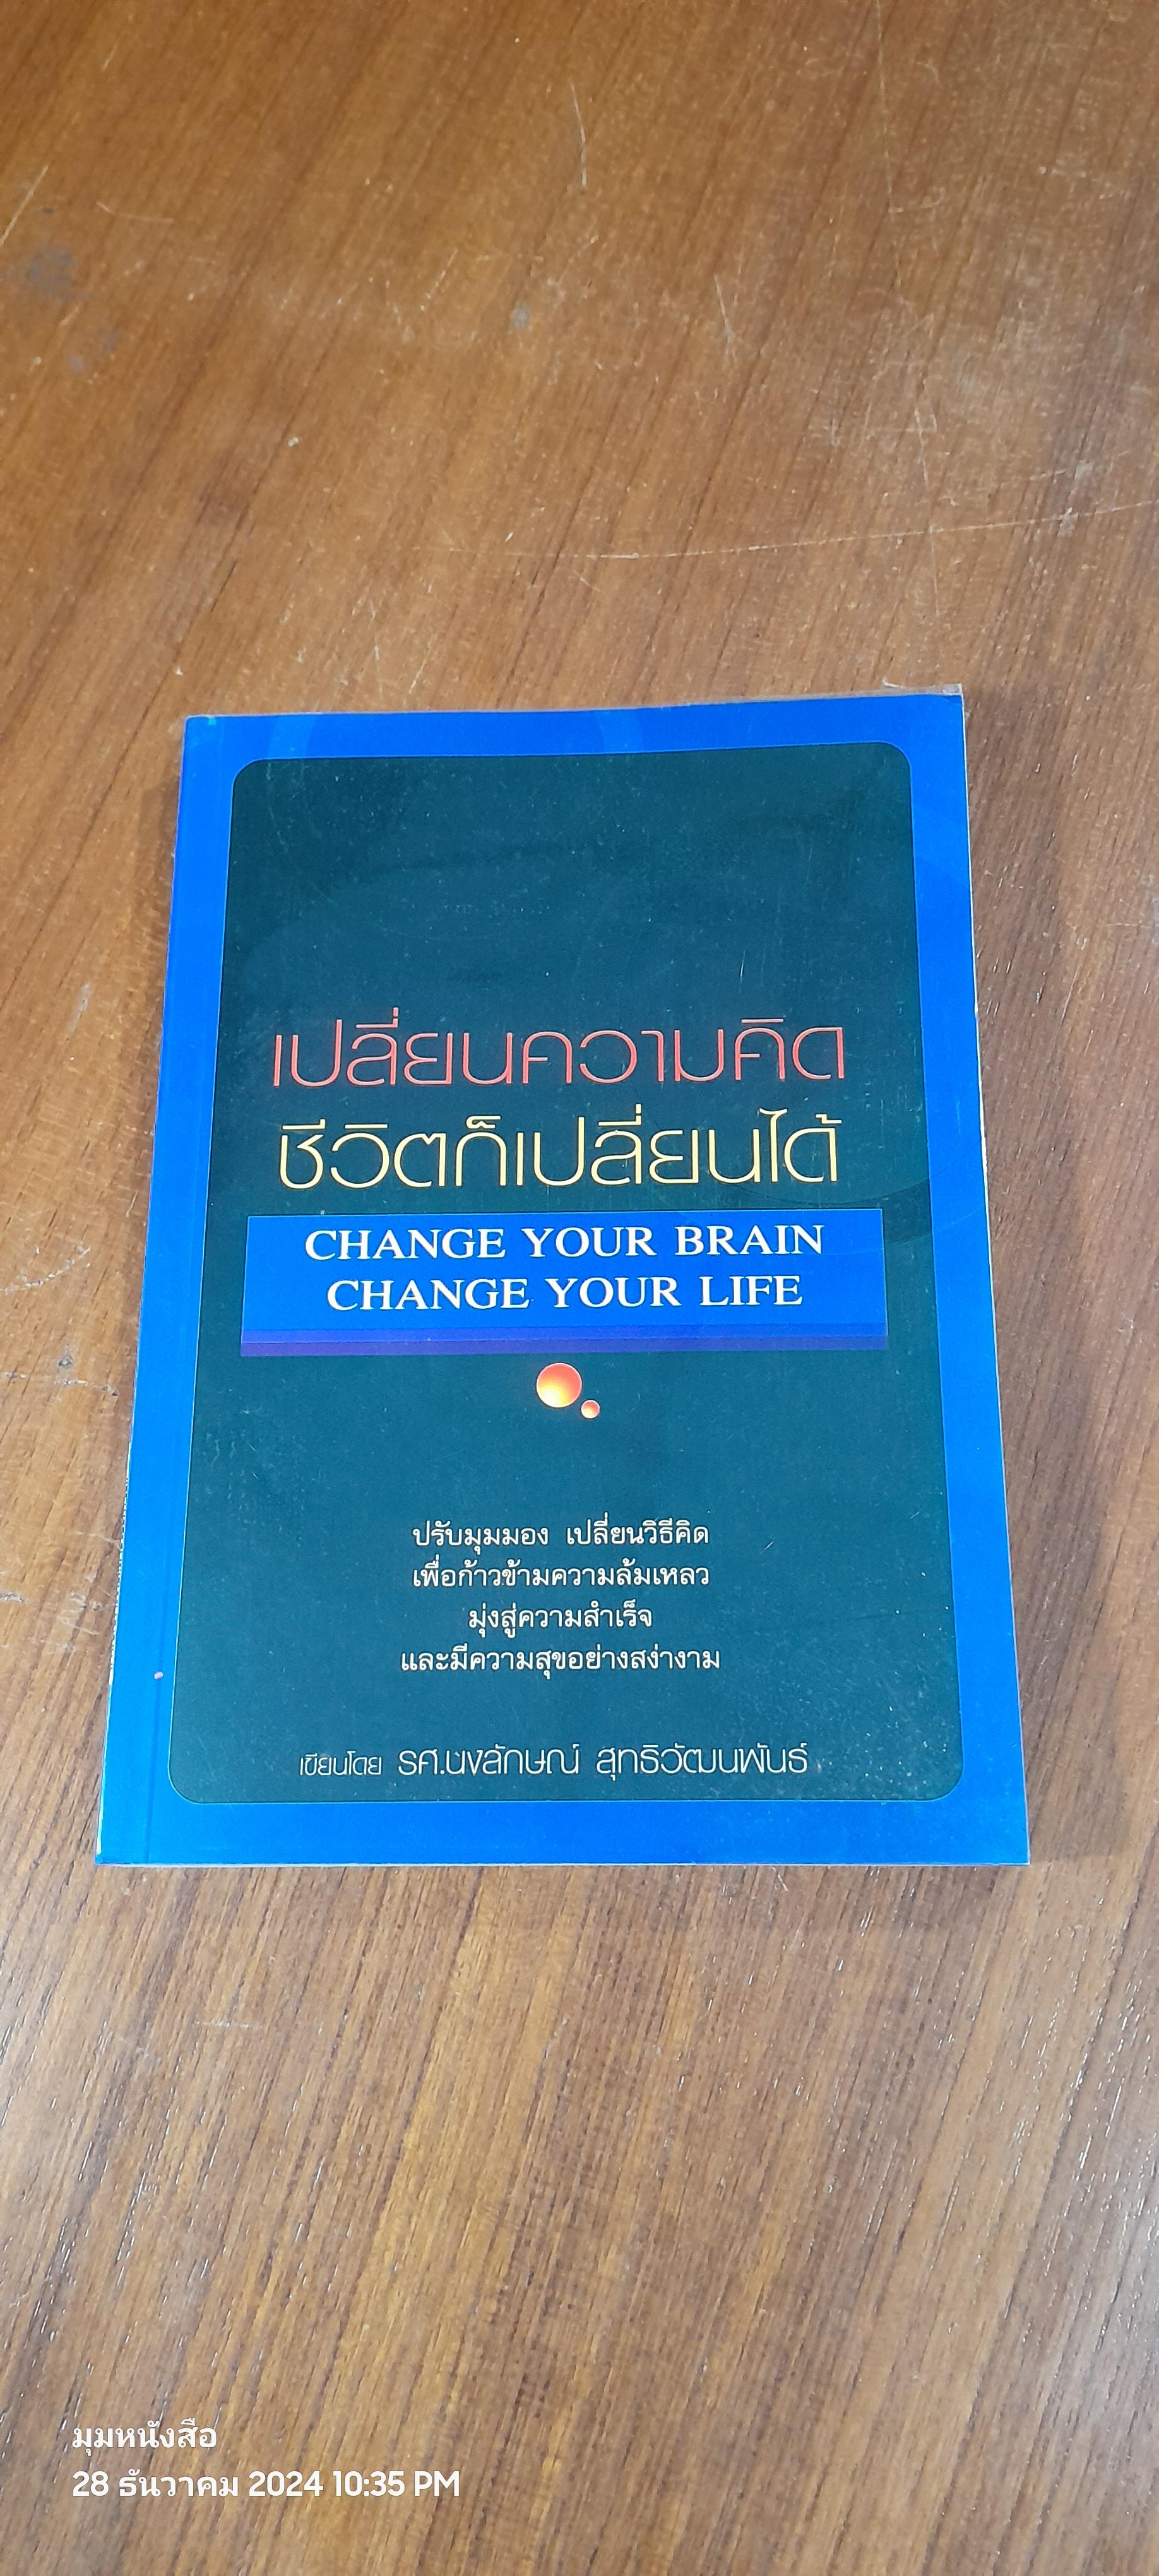 เปลี่ยนความคิด
ชีวิตก็เปลี่ยนได้
CHANGE YOUR BRAIN
CHANGE YOUR LIFE
ปรับมุมมอง เปลี่ยนวิธีคิด
เพื่อก้าวข้ามความล้มเหลว
มุ่งสู่ความสำเร็จ
และมีความสุขอย่างสง่างาม
เขียนโดย รศ.นงลักษณ์ สุทธิวัฒนพันธ์
มุมหนังสือ
28 ธันวาคม 2024 10:35 PM